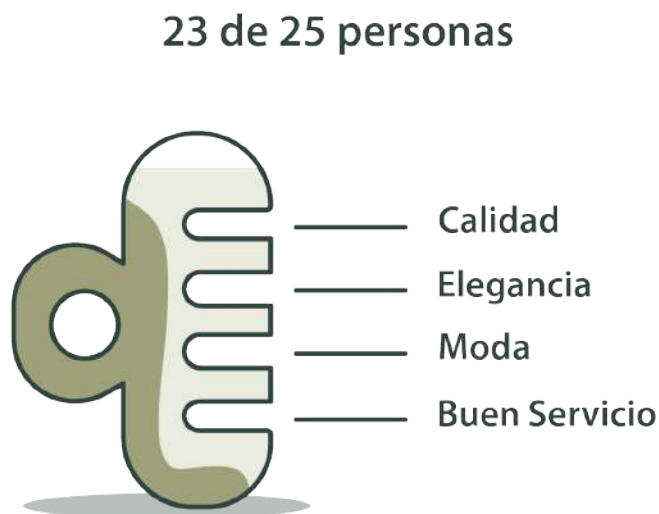 23 de 25 personas
Calidad
Elegancia
Moda
Buen Servicio